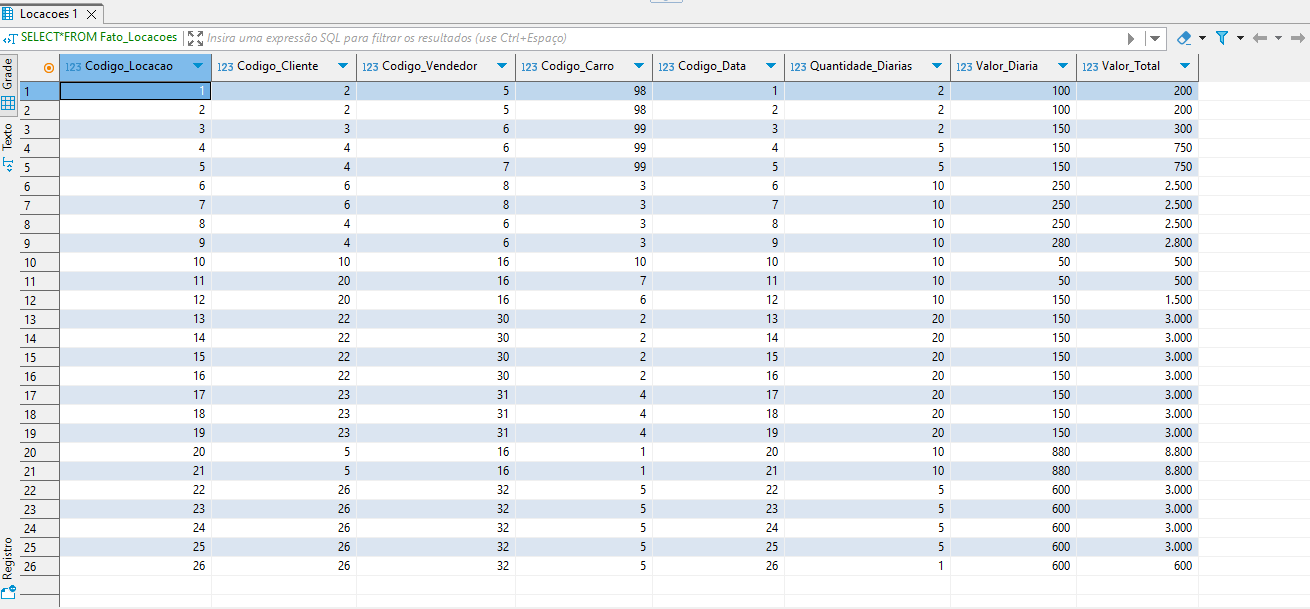 Locacoes 1
SELECT*FROM Fato_Locacoes Insira uma expressão SQL para filtrar os resultados (use Ctrl+Espaço)
Grade
Texto
Registro
123 Codigo_Locacao 123 Codigo_Cliente 123 Codigo_Vendedor 123 Codigo_Carro 123 Codigo_Data 123 Quantidade_Diarias 123 Valor_Diaria 123 Valor_Total
1 1 2 5 98 1 2 100 200
2 2 2 5 98 2 2 100 200
3 3 3 6 99 3 2 150 300
4 4 4 6 99 4 5 150 750
5 5 4 7 99 5 5 150 750
6 6 6 8 3 6 10 250 2.500
7 7 6 8 3 7 10 250 2.500
8 8 4 6 3 8 10 250 2.500
9 9 4 6 3 9 10 280 2.800
10 10 10 16 10 10 10 50 500
11 11 20 16 7 11 10 50 500
12 12 20 16 6 12 10 150 1.500
13 13 22 30 2 13 20 150 3.000
14 14 22 30 2 14 20 150 3.000
15 15 22 30 2 15 20 150 3.000
16 16 22 30 2 16 20 150 3.000
17 17 23 31 4 17 20 150 3.000
18 18 23 31 4 18 20 150 3.000
19 19 23 31 4 19 20 150 3.000
20 20 5 16 1 20 10 880 8.800
21 21 5 16 1 21 10 880 8.800
22 22 26 32 5 22 5 600 3.000
23 23 26 32 5 23 5 600 3.000
24 24 26 32 5 24 5 600 3.000
25 25 26 32 5 25 5 600 3.000
26 26 26 32 5 26 1 600 600